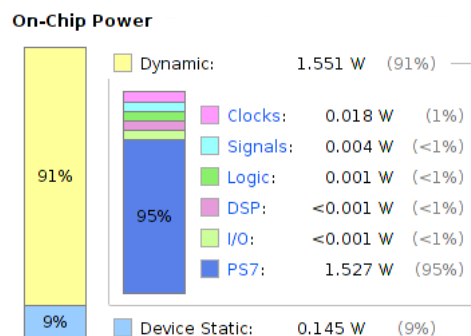 On-Chip Power
91%
9%
Dynamic: 1.551 W (91%)
95%
Clocks: 0.018 W (1%)
Signals: 0.004 W (<1%)
Logic: 0.001 W (<1%)
DSP: <0.001 W (<1%)
I/O: <0.001 W (<1%)
PS7: 1.527 W (95%)
Device Static: 0.145 W (9%)